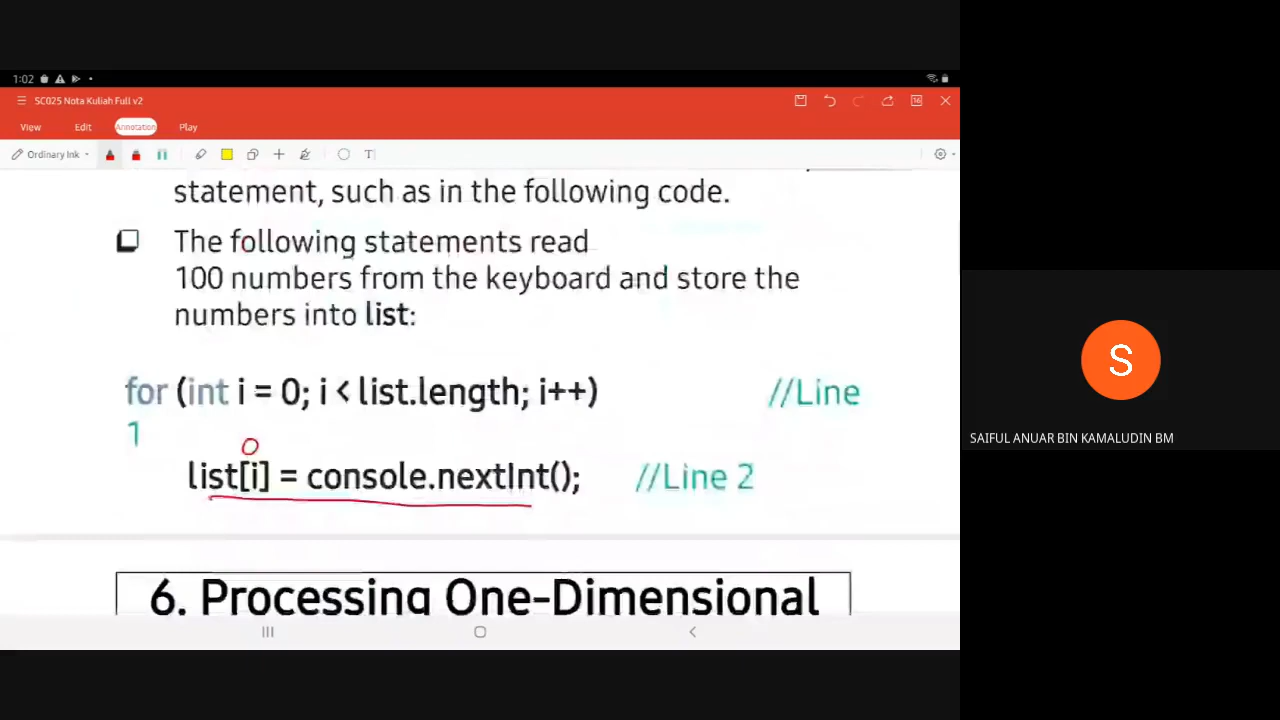 1:02
SC025 Nota Kuliah Full v2
16
View Edit Annotation Play
Ordinary Ink
T
statement, such as in the following code.
The following statements read
100 numbers from the keyboard and store the
numbers into list:
for (int i = 0; i < list.length; i++) //Line
1
0
list[i] = console.nextInt(); //Line 2
6. Processing One-Dimensional
S
SAIFUL ANUAR BIN KAMALUDIN BM